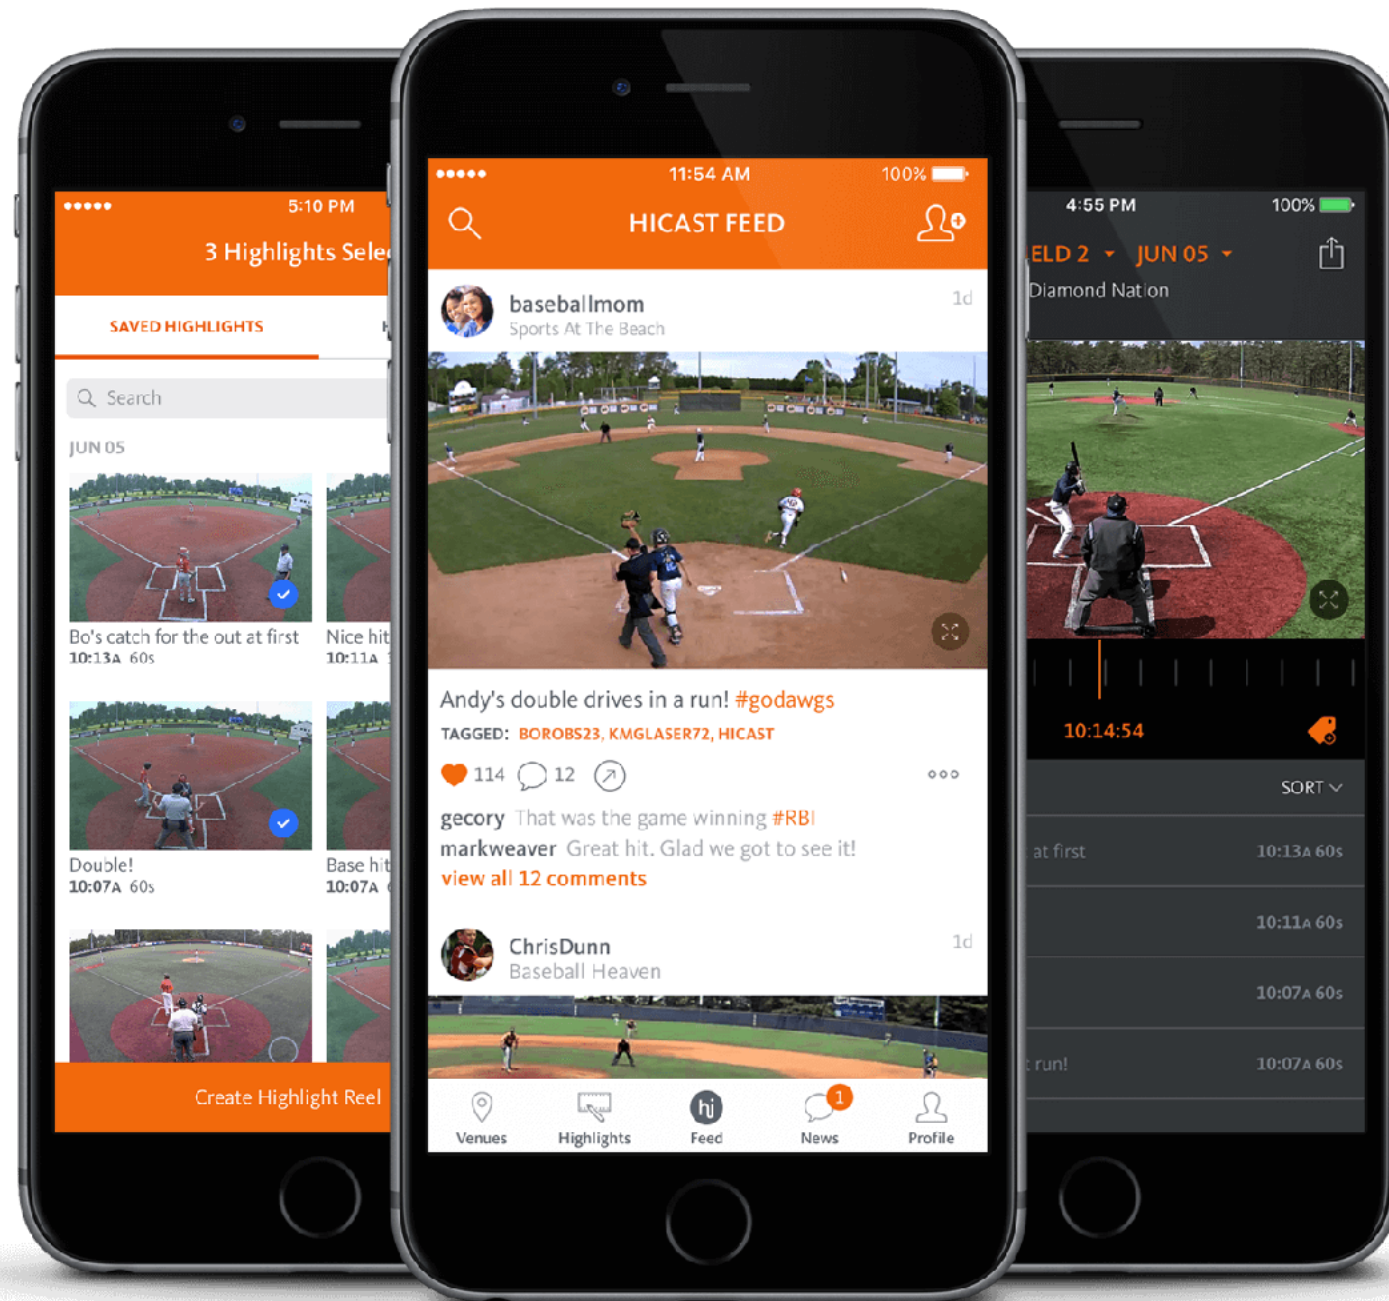 5:10 PM
3 Highlights Selec
SAVED HIGHLIGHTS
Search
JUN 05
Bo's catch for the out at first
10:13A 60s
Nice hit
10:11A
Double!
10:07A 60s
Base hit
10:07A
Create Highlight Reel
11:54 AM
100%
HICAST FEED
baseballmom
1d
Sports At The Beach
Andy's double drives in a run! #godawgs
TAGGED: BOROBS23, KMGLASER72, HICAST
114
12
gecory That was the game winning #RBI
markweaver Great hit. Glad we got to see it!
view all 12 comments
ChrisDunn
1d
Baseball Heaven
hi
1
Venues
Highlights
Feed
News
Profile
4:55 PM
100%
ELD 2
JUN 05
Diamond Nation
10:14:54
SORT
at first
10:13A 60s
10:11A 60s
10:07A 60s
run!
10:07A 60s